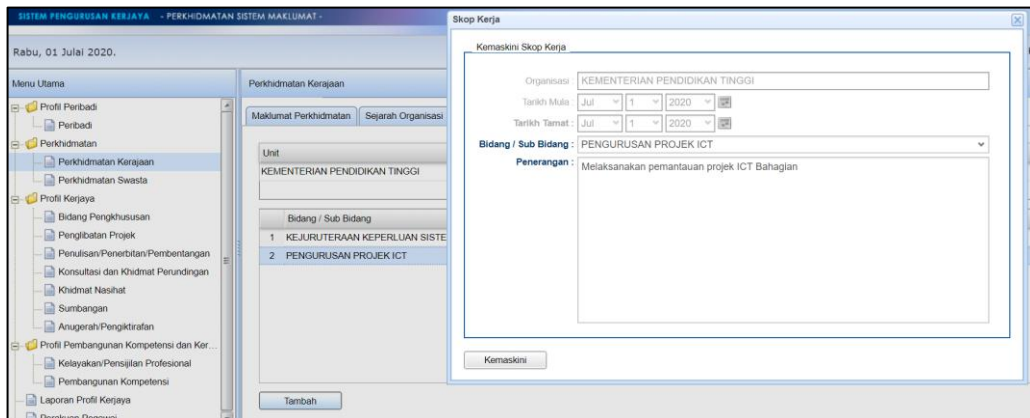 SISTEM PENGURUSAN KERJAYA - PERKHIDMATAN SISTEM MAKLUMAT -
Rabu, 01 Julai 2020.
Menu Utama
Profil Peribadi
Peribadi
Perkhidmatan
Perkhidmatan Kerajaan
Perkhidmatan Swasta
Profil Kerjaya
Bidang Pengkhususan
Penglibatan Projek
Penulisan/Penerbitan/Pembentangan
Konsultasi dan Khidmat Perundingan
Khidmat Nasihat
Sumbangan
Anugerah/Pengiktirafan
Profil Pembangunan Kompetensi dan Ker...
Kelayakan/Pensijilan Profesional
Pembangunan Kompetensi
Laporan Profil Kerjaya
Perakuan Pegawai
Perkhidmatan Kerajaan
Maklumat Perkhidmatan Sejarah Organisasi
Unit
KEMENTERIAN PENDIDIKAN TINGGI
Bidang / Sub Bidang
1 KEJURUTERAAN KEPERLUAN SISTE
2 PENGURUSAN PROJEK ICT
Tambah
Skop Kerja
Kemaskini Skop Kerja
Organisasi : KEMENTERIAN PENDIDIKAN TINGGI
Tarikh Mula : Jul 1 2020
Tarikh Tamat : Jul 1 2020
Bidang / Sub Bidang : PENGURUSAN PROJEK ICT
Penerangan : Melaksanakan pemantauan projek ICT Bahagian
Kemaskini